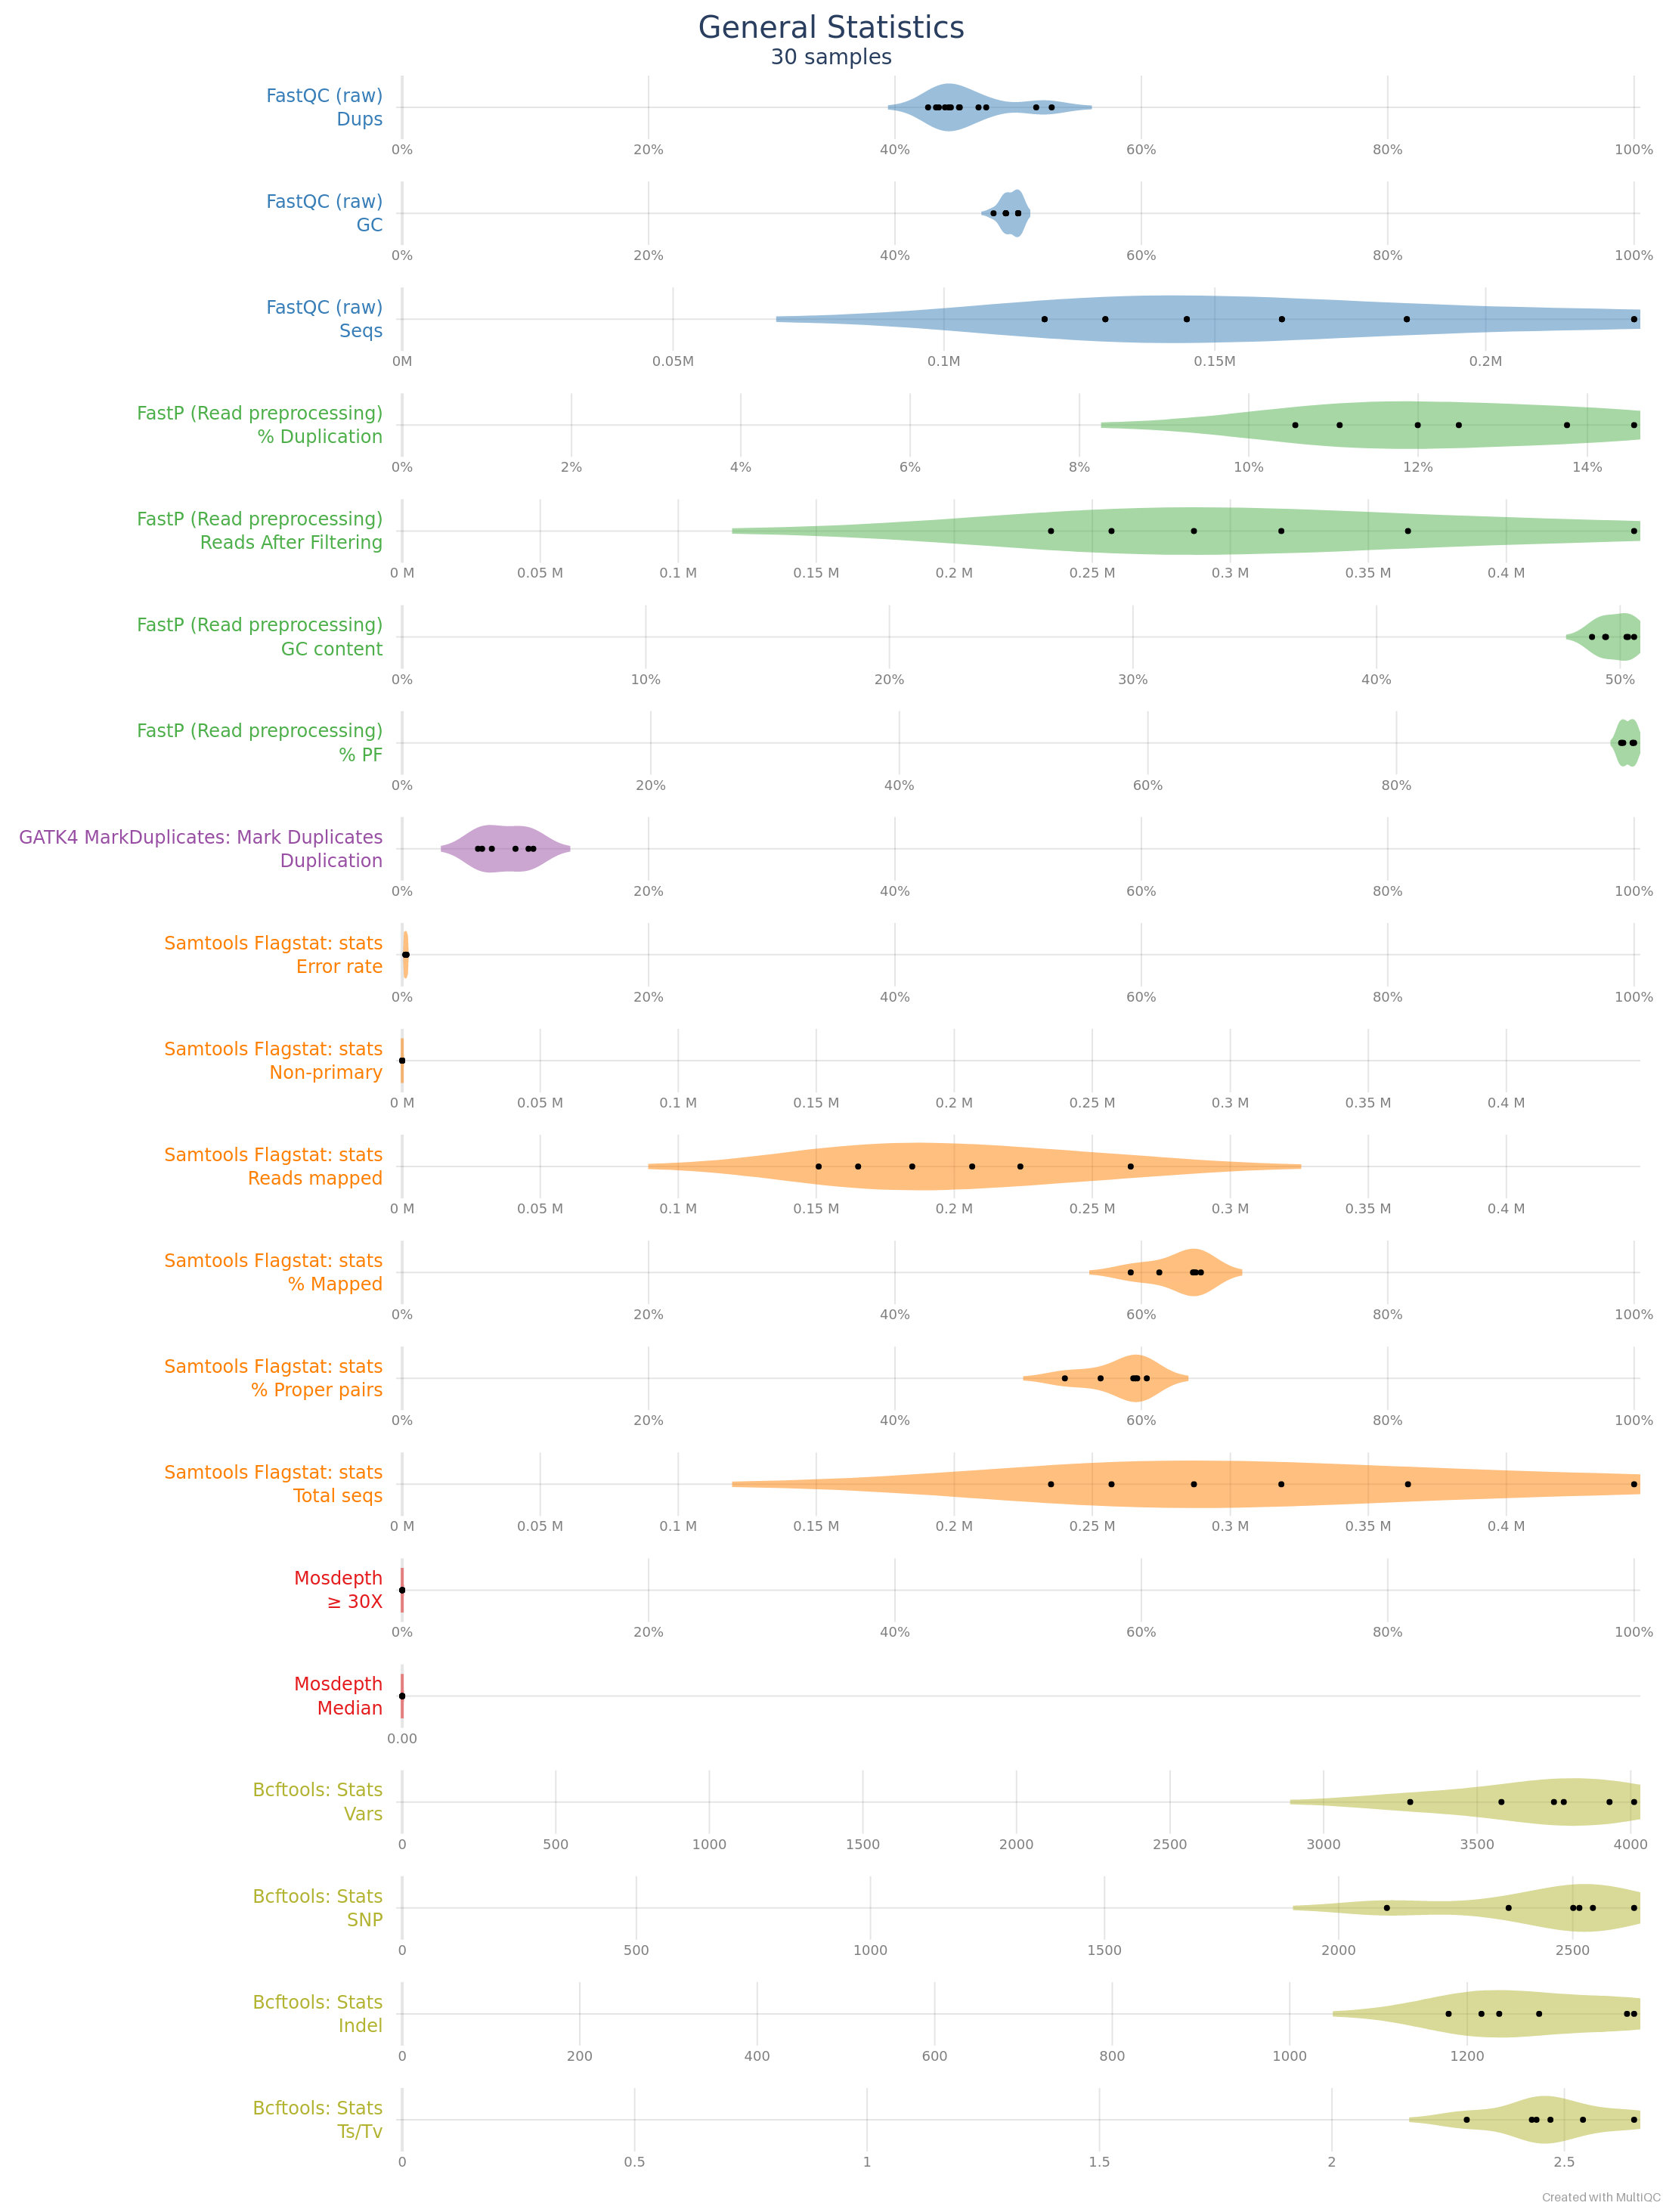 General Statistics
30 samples
FastQC (raw)
Dups
0% 20% 40% 60% 80% 100%
FastQC (raw)
GC
0% 20% 40% 60% 80% 100%
FastQC (raw)
Seqs
0M 0.05M 0.1M 0.15M 0.2M
FastP (Read preprocessing)
% Duplication
0% 2% 4% 6% 8% 10% 12% 14%
FastP (Read preprocessing)
Reads After Filtering
0 M 0.05 M 0.1 M 0.15 M 0.2 M 0.25 M 0.3 M 0.35 M 0.4 M
FastP (Read preprocessing)
GC content
0% 10% 20% 30% 40% 50%
FastP (Read preprocessing)
% PF
0% 20% 40% 60% 80%
GATK4 MarkDuplicates: Mark Duplicates
Duplication
0% 20% 40% 60% 80% 100%
Samtools Flagstat: stats
Error rate
0% 20% 40% 60% 80% 100%
Samtools Flagstat: stats
Non-primary
0 M 0.05 M 0.1 M 0.15 M 0.2 M 0.25 M 0.3 M 0.35 M 0.4 M
Samtools Flagstat: stats
Reads mapped
0 M 0.05 M 0.1 M 0.15 M 0.2 M 0.25 M 0.3 M 0.35 M 0.4 M
Samtools Flagstat: stats
% Mapped
0% 20% 40% 60% 80% 100%
Samtools Flagstat: stats
% Proper pairs
0% 20% 40% 60% 80% 100%
Samtools Flagstat: stats
Total seqs
0 M 0.05 M 0.1 M 0.15 M 0.2 M 0.25 M 0.3 M 0.35 M 0.4 M
Mosdepth
≥ 30X
0% 20% 40% 60% 80% 100%
Mosdepth
Median
0.00
Bcftools: Stats
Vars
0 500 1000 1500 2000 2500 3000 3500 4000
Bcftools: Stats
SNP
0 500 1000 1500 2000 2500
Bcftools: Stats
Indel
0 200 400 600 800 1000 1200
Bcftools: Stats
Ts/Tv
0 0.5 1 1.5 2 2.5
Created with MultiQC